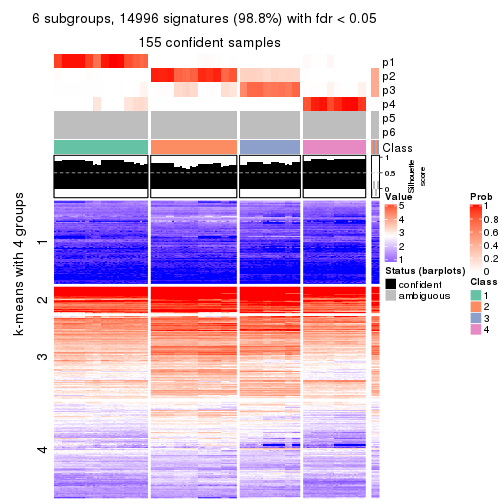 6 subgroups, 14996 signatures (98.8%) with fdr < 0.05
155 confident samples
p1
p2
p3
p4
p5
p6
Class
1
0.5
0
Silhouette
score
k-means with 4 groups
1
2
3
4
Value
5
4
3
2
1
Status (barplots)
confident
ambiguous
Prob
1
0.8
0.6
0.4
0.2
0
Class
1
2
3
4